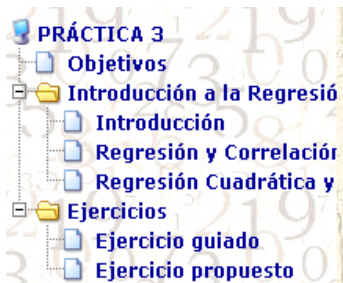 PRÁCTICA 3
Objetivos
Introducción a la Regresió
Introducción
Regresión y Correlación
Regresión Cuadrática y
Ejercicios
Ejercicio guiado
Ejercicio propuesto